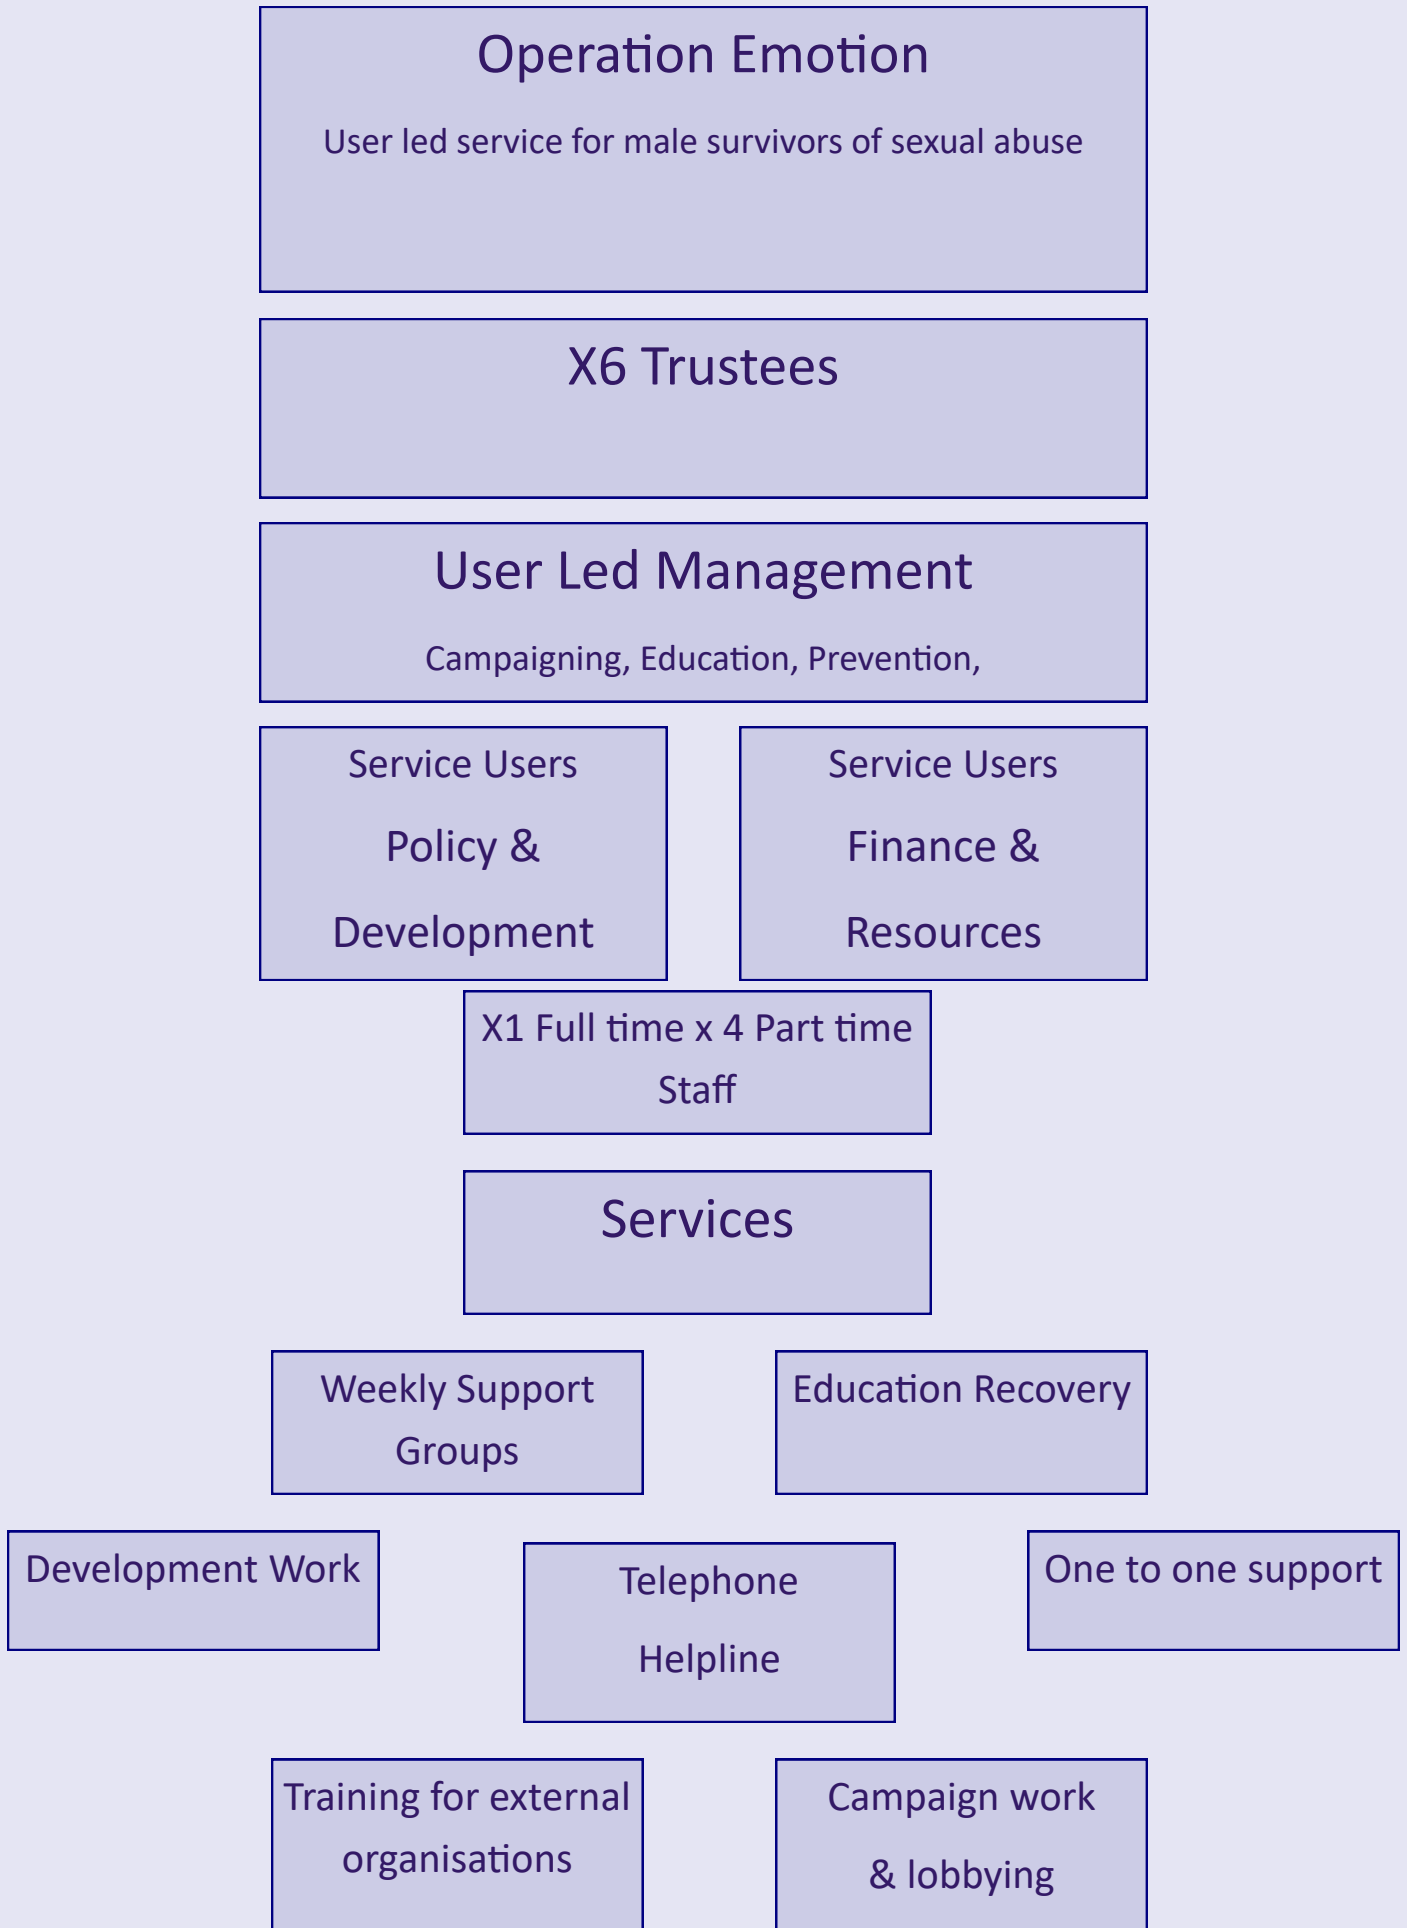 Operation Emotion
User led service for male survivors of sexual abuse
X6 Trustees
User Led Management
Campaigning, Education, Prevention,
Service Users
Policy &
Development
Service Users
Finance &
Resources
X1 Full time x 4 Part time
Staff
Services
Weekly Support
Groups
Education Recovery
Development Work
Telephone
Helpline
One to one support
Training for external
organisations
Campaign work
& lobbying